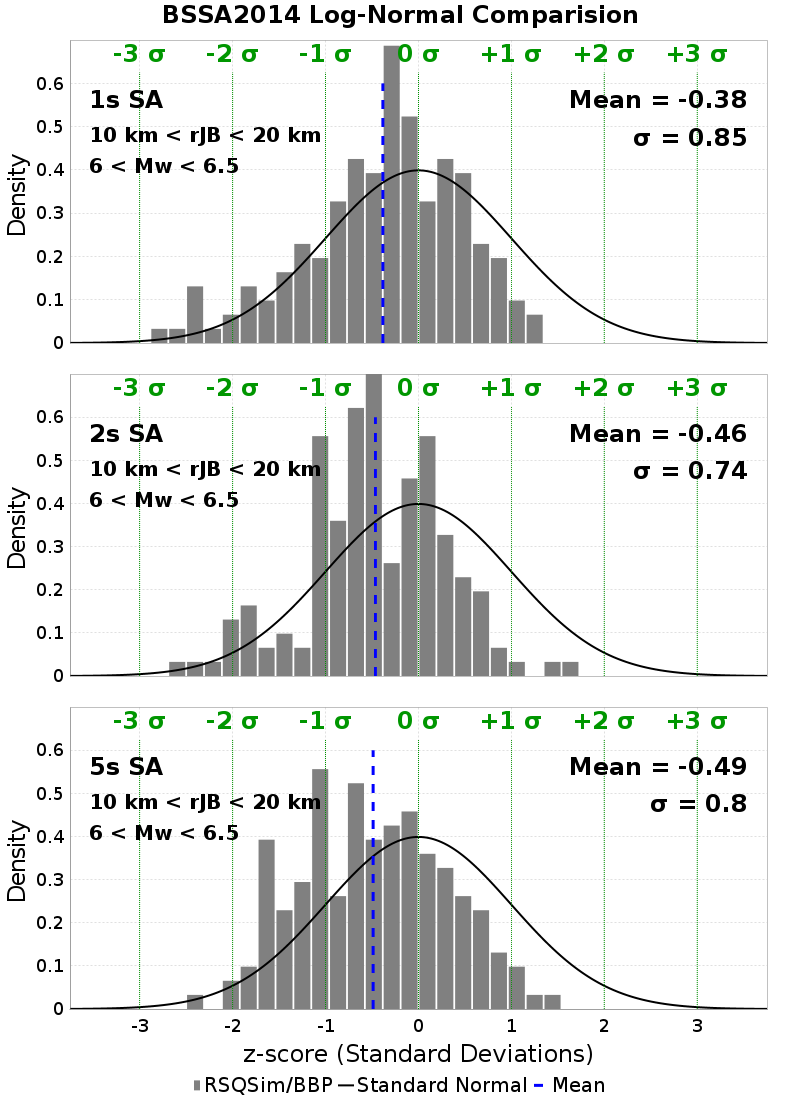 BSSA2014 Log-Normal Comparision
-3 σ -2 σ -1 σ 0 σ +1 σ +2 σ +3 σ
1s SA
Mean = -0.38
10 km < rJB < 20 km
σ = 0.85
6 < Mw < 6.5
Density
0.6
0.5
0.4
0.3
0.2
0.1
0
-3 σ -2 σ -1 σ 0 σ +1 σ +2 σ +3 σ
2s SA
Mean = -0.46
10 km < rJB < 20 km
σ = 0.74
6 < Mw < 6.5
Density
0.6
0.5
0.4
0.3
0.2
0.1
0
-3 σ -2 σ -1 σ 0 σ +1 σ +2 σ +3 σ
5s SA
Mean = -0.49
10 km < rJB < 20 km
σ = 0.8
6 < Mw < 6.5
Density
0.6
0.5
0.4
0.3
0.2
0.1
0
-3 -2 -1 0 1 2 3
z-score (Standard Deviations)
RSQSim/BBP Standard Normal Mean